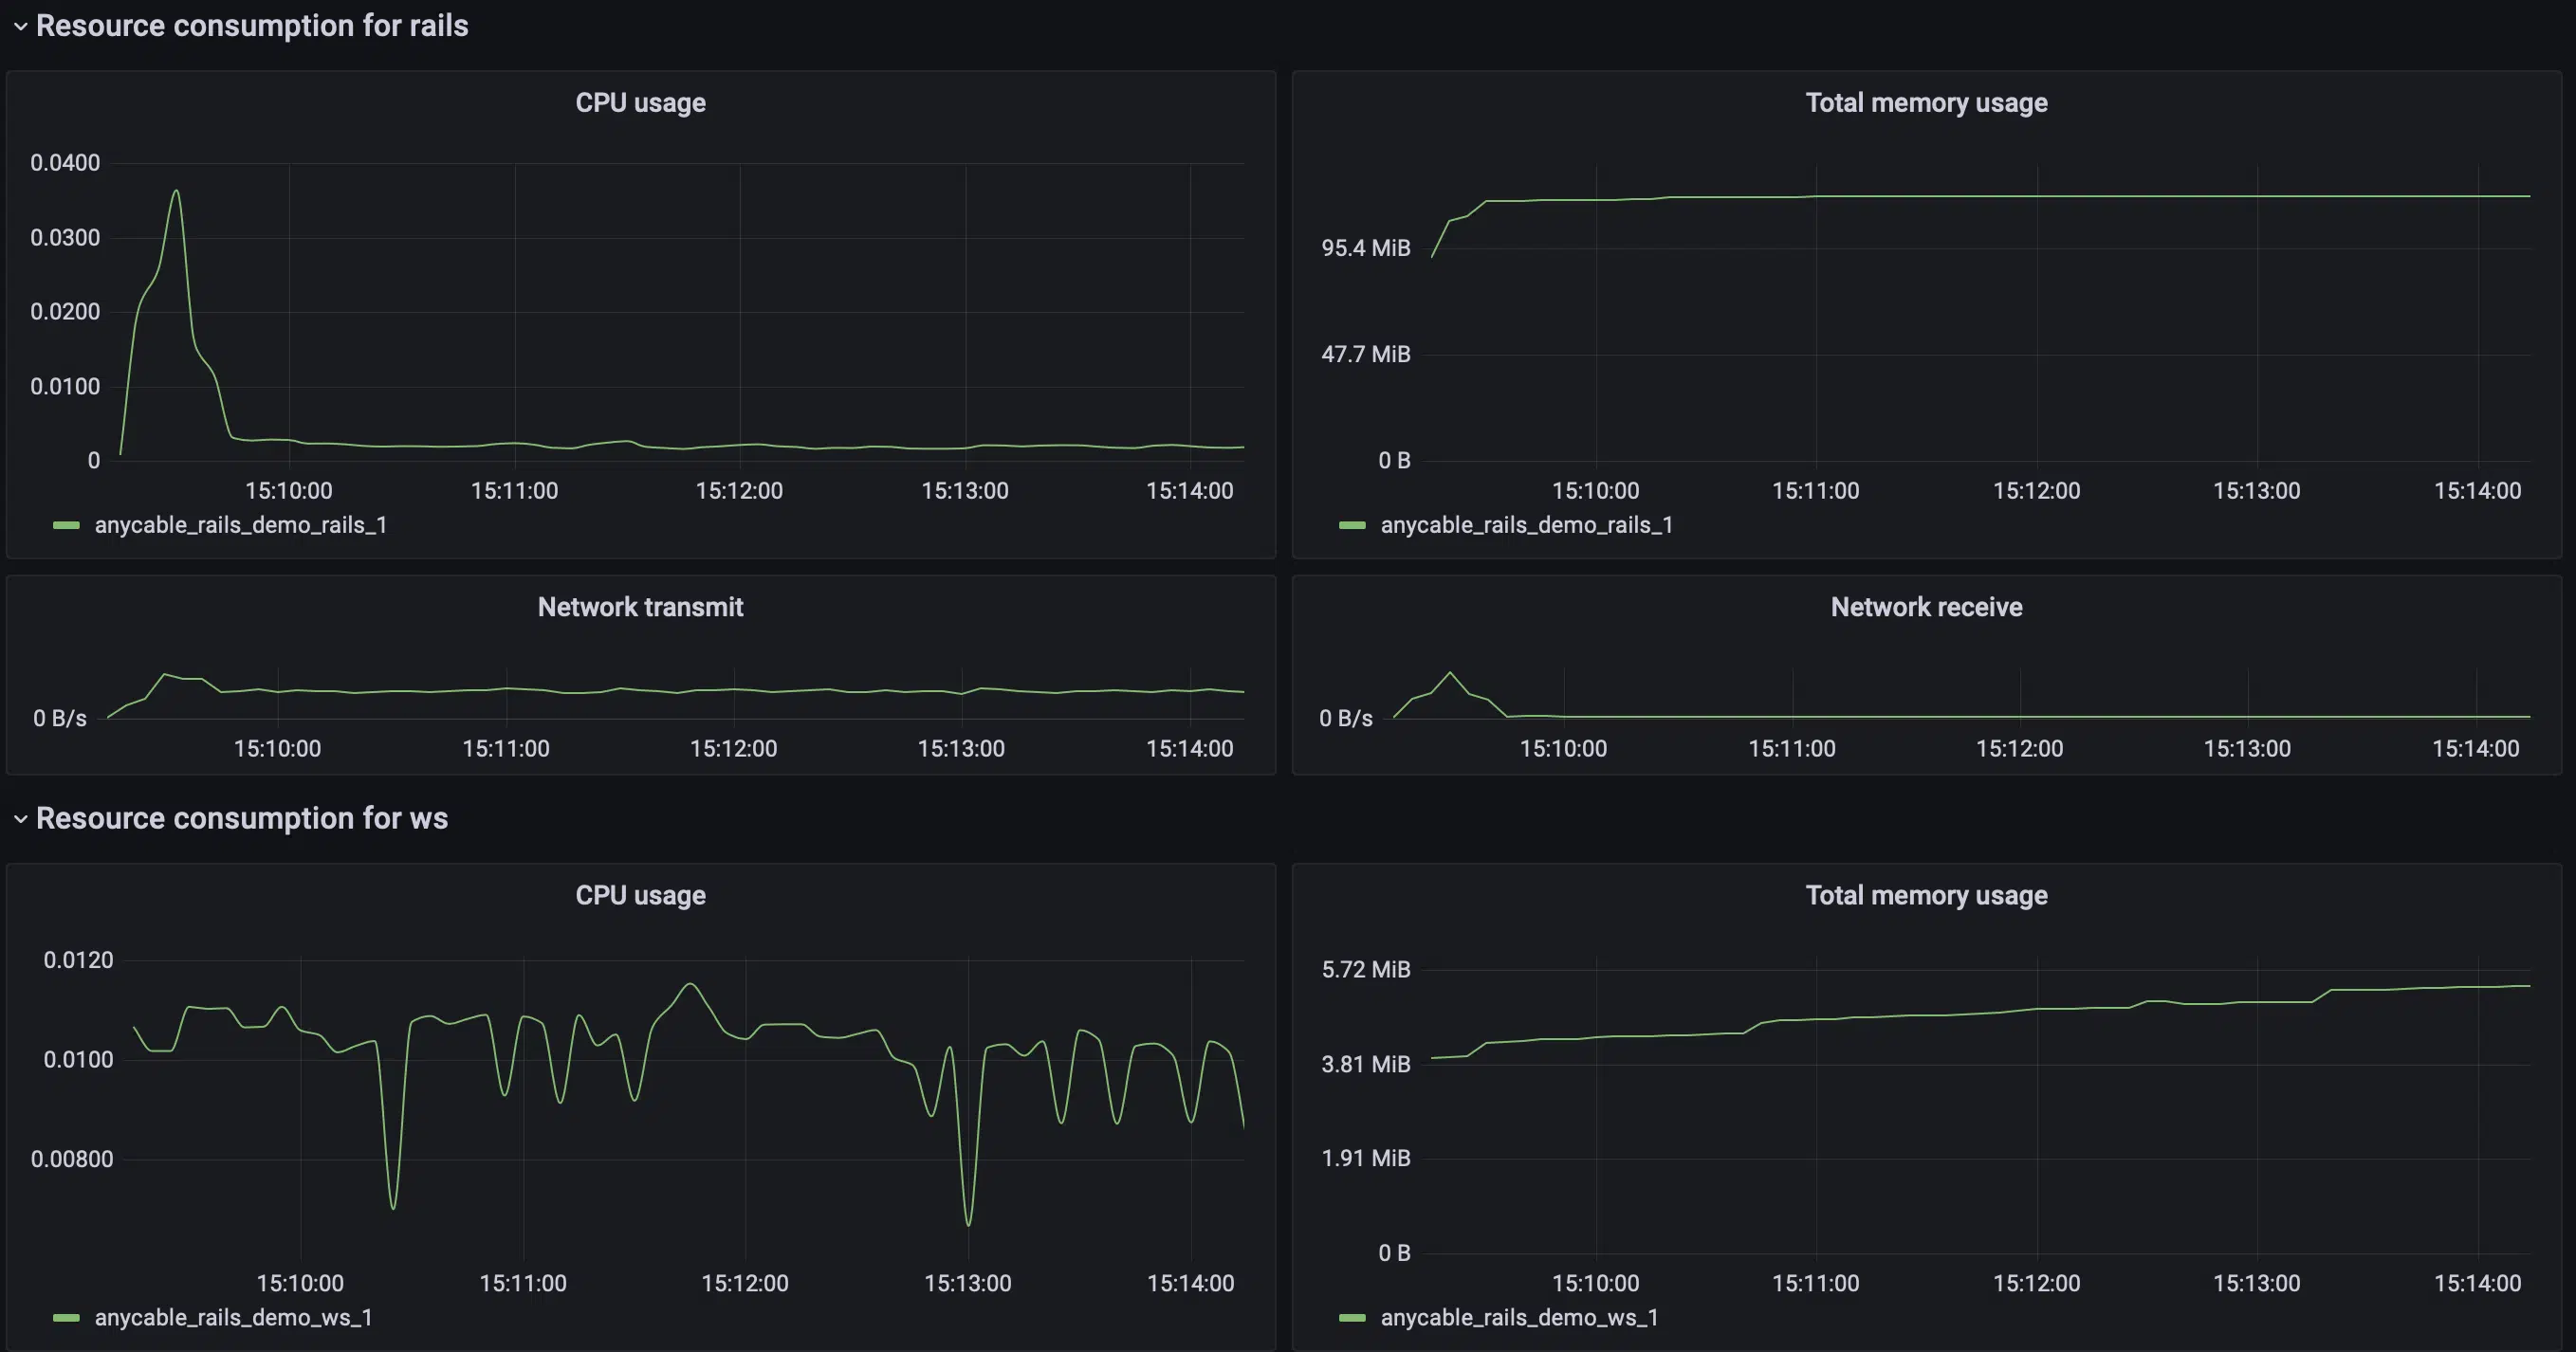 Resource consumption for rails
CPU usage
0.0400
0.0300
0.0200
0.0100
0
15:10:00 15:11:00 15:12:00 15:13:00 15:14:00
anycable_rails_demo_rails_1
Total memory usage
95.4 MiB
47.7 MiB
0 B
15:10:00 15:11:00 15:12:00 15:13:00 15:14:00
anycable_rails_demo_rails_1
Network transmit
0 B/s
15:10:00 15:11:00 15:12:00 15:13:00 15:14:00
Network receive
0 B/s
15:10:00 15:11:00 15:12:00 15:13:00 15:14:00
Resource consumption for ws
CPU usage
0.0120
0.0100
0.00800
15:10:00 15:11:00 15:12:00 15:13:00 15:14:00
anycable_rails_demo_ws_1
Total memory usage
5.72 MiB
3.81 MiB
1.91 MiB
0 B
15:10:00 15:11:00 15:12:00 15:13:00 15:14:00
anycable_rails_demo_ws_1